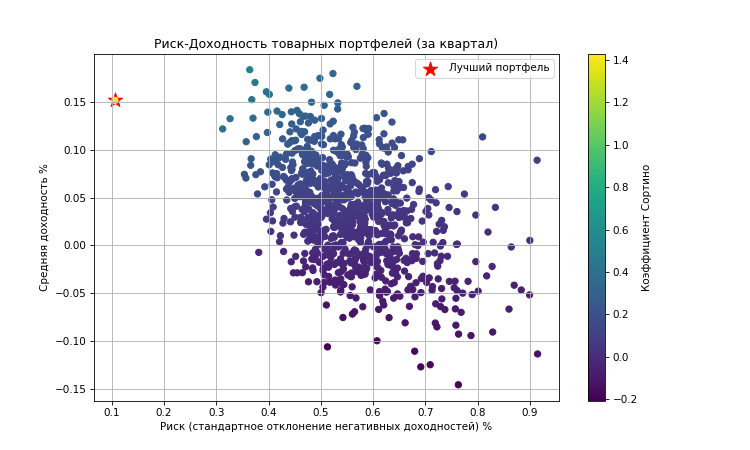 Риск-Доходность товарных портфелей (за квартал)
Лучший портфель
Средняя доходность %
0.15
0.10
0.05
0.00
−0.05
−0.10
−0.15
0.1 0.2 0.3 0.4 0.5 0.6 0.7 0.8 0.9
Риск (стандартное отклонение негативных доходностей) %
1.4
1.2
1.0
0.8
0.6
0.4
0.2
0.0
−0.2
Коэффициент Сортино